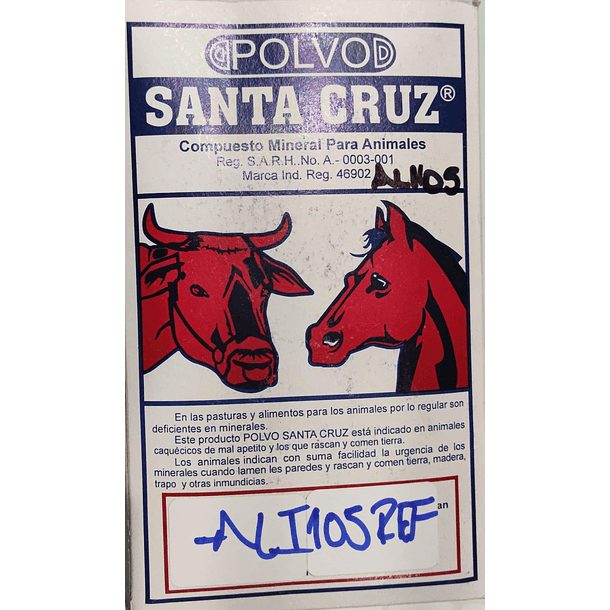 POLVO
SANTA CRUZ®
Compuesto Mineral Para Animales
Reg. S.A.R.H..No. A.- 0003-001
Marca Ind. Reg. 46902
En las pasturas y alimentos para los animales por lo regular son
deficientes en minerales.
Este producto POLVO SANTA CRUZ está indicado en animales
caquécicos de mal apetito y los que rascan y comen tierra.
Los animales indican con suma facilidad la urgencia de los
minerales cuando lamen les paredes y rascan y comen tierra, madera,
trapo y otras inmundicias.
an